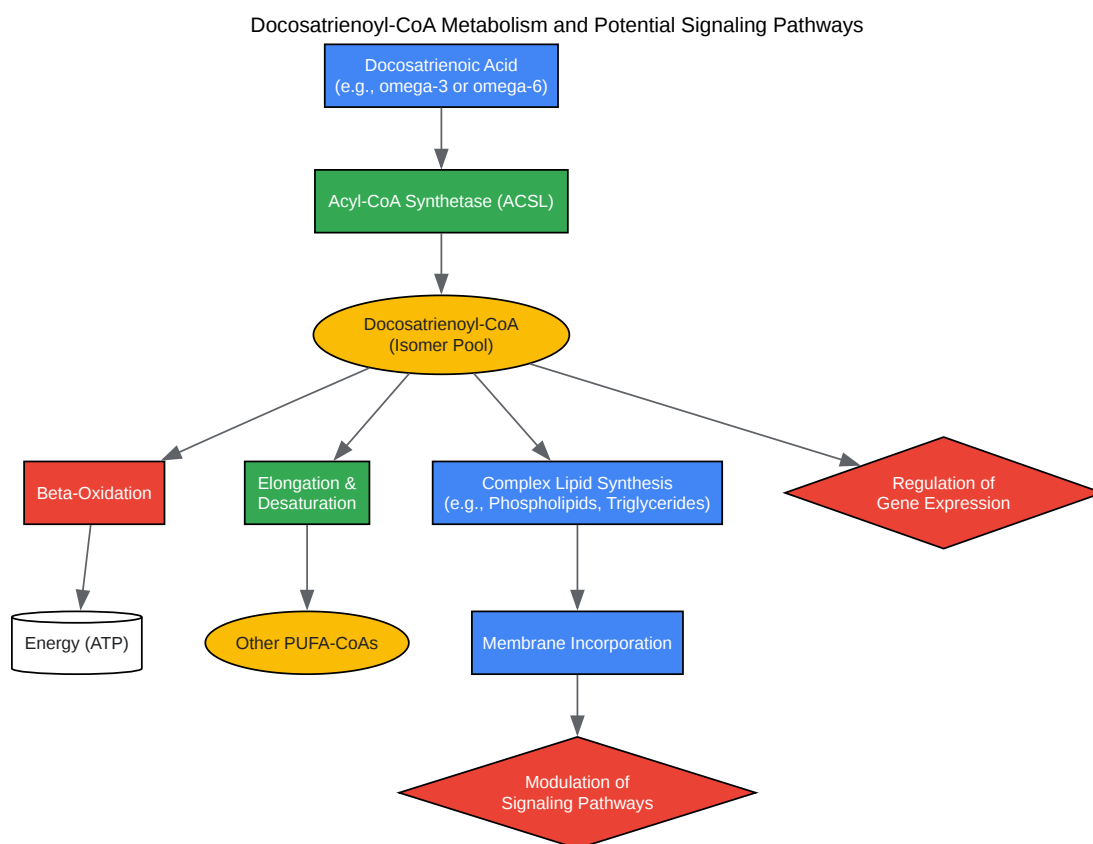 Docosatrienoyl-CoA Metabolism and Potential Signaling Pathways
Docosatrienoic Acid
(e.g., omega-3 or omega-6)
Acyl-CoA Synthetase (ACSL)
Docosatrienoyl-CoA
(Isomer Pool)
Beta-Oxidation
Elongation &
Desaturation
Complex Lipid Synthesis
(e.g., Phospholipids, Triglycerides)
Regulation of
Gene Expression
Energy (ATP)
Other PUFA-CoAs
Membrane Incorporation
Modulation of
Signaling Pathways